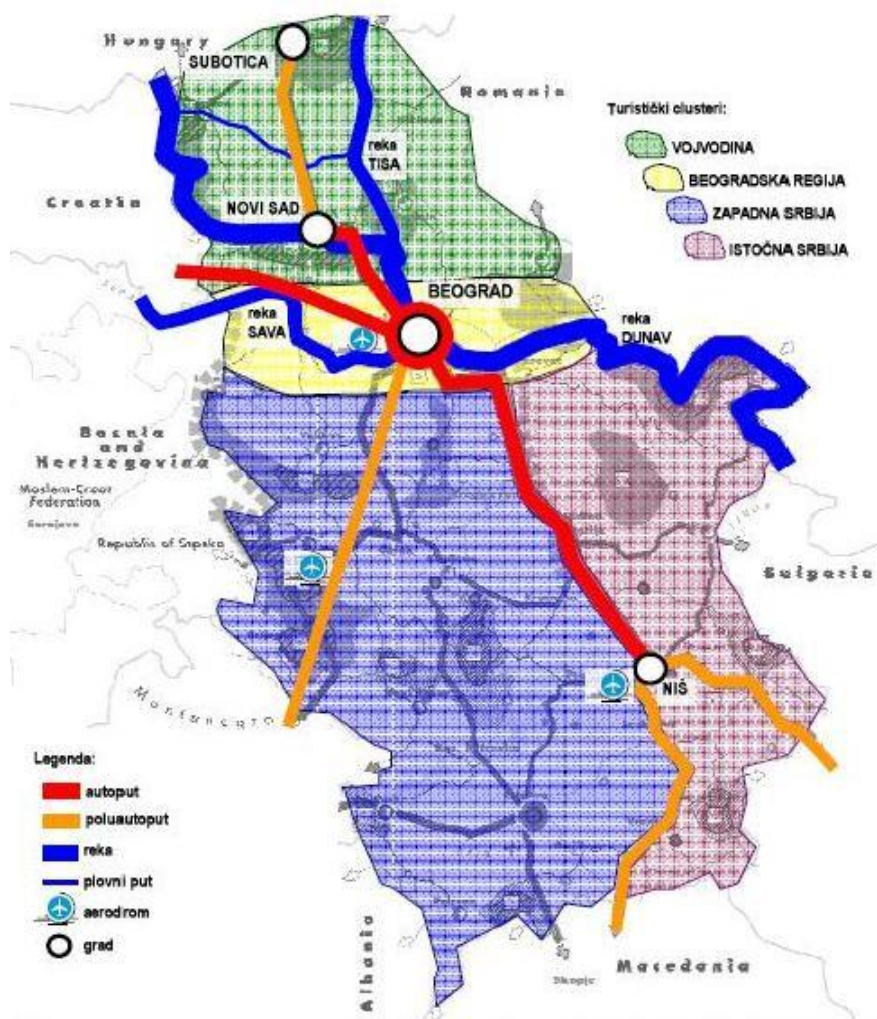 Hungary
SUBOTICA
Romania
Turistički clusteri:
VOJVODINA
BEOGRADSKA REGIJA
ZAPADNA SRBIJA
ISTOČNA SRBIJA
reka
TISA
Croatia
NOVI SAD
BEOGRAD
reka
SAVA
reka
DUNAV
Bosnia
and
Hertsegovina
Moslem-Croat
Federation
Sarajevo
Republic of Srpska
Bulgaria
NIŠ
Montenegro
Legenda:
autoput
poluautoput
reka
plovni put
aerodrom
grad
Albania
Skopje
Macedonia